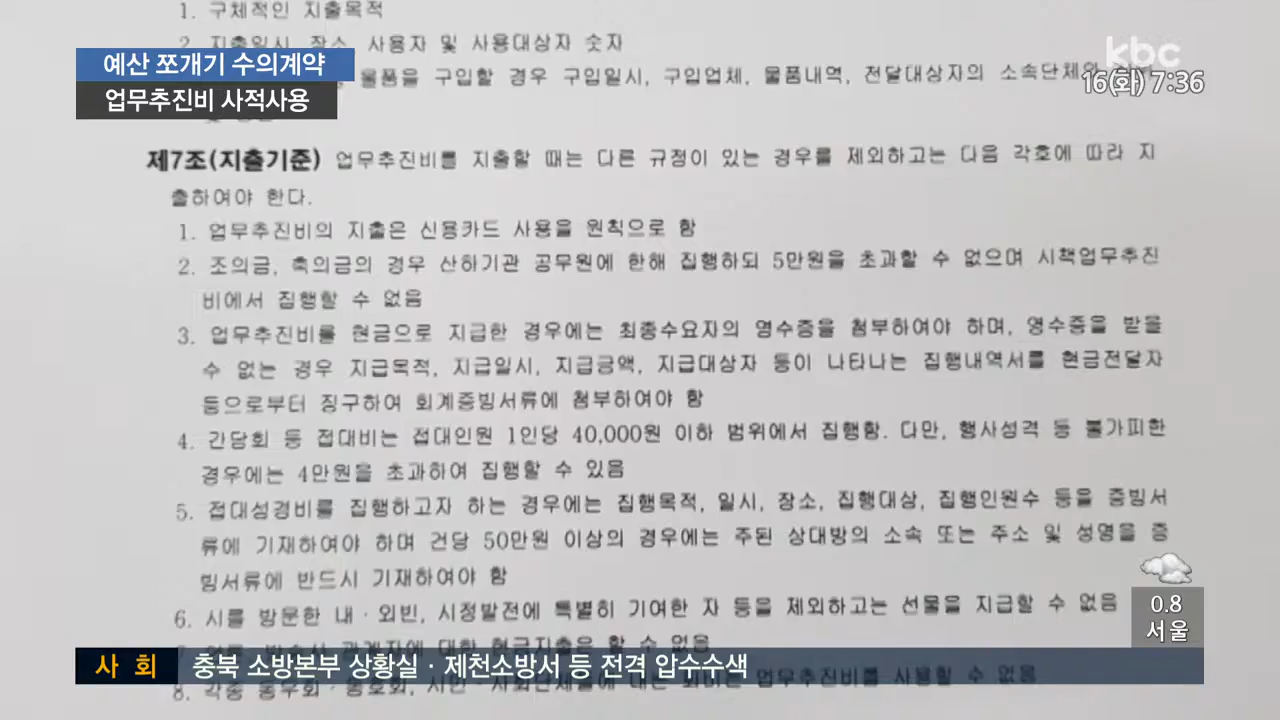 1. 구체적인 지출목적
2. 지출일시, 장소, 사용자 및 사용대상자 숫자
예산 쪼개기 수의계약
물품을 구입할 경우 구입일시, 구입업체, 물품내역, 전달대상자의 소속단체와
kbc
16(화) 7:36
업무추진비 사적사용
제7조(지출기준) 업무추진비를 지출할 때는 다른 규정이 있는 경우를 제외하고는 다음 각호에 따라 지
출하여야 한다.
1. 업무추진비의 지출은 신용카드 사용을 원칙으로 함
2. 조의금, 축의금의 경우 산하기관 공무원에 한해 집행하되 5만원을 초과할 수 없으며 시책업무추진
비에서 집행할 수 없음
3. 업무추진비를 현금으로 지급한 경우에는 최종수요자의 영수증을 첨부하여야 하며, 영수증을 받을
수 없는 경우 지급목적, 지급일시, 지급금액, 지급대상자 등이 나타나는 집행내역서를 현금전달자
등으로부터 징구하여 회계증빙서류에 첨부하여야 함
4. 간담회 등 접대비는 접대인원 1인당 40,000원 이하 범위에서 집행함. 다만, 행사성격 등 불가피한
경우에는 4만원을 초과하여 집행할 수 있음
5. 접대성경비를 집행하고자 하는 경우에는 집행목적, 일시, 장소, 집행대상, 집행인원수 등을 증빙서
류에 기재하여야 하며 건당 50만원 이상의 경우에는 주된 상대방의 소속 또는 주소 및 성명을 증
빙서류에 반드시 기재하여야 함
6. 시를 방문한 내·외빈, 시정발전에 특별히 기여한 자 등을 제외하고는 선물을 지급할 수 없음
대한 현금지출은 할 수 없음
0.8
서울
사 회 충북 소방본부 상황실·제천소방서 등 전격 압수수색
8. 각종 업무추진비를 사용할 수 없음